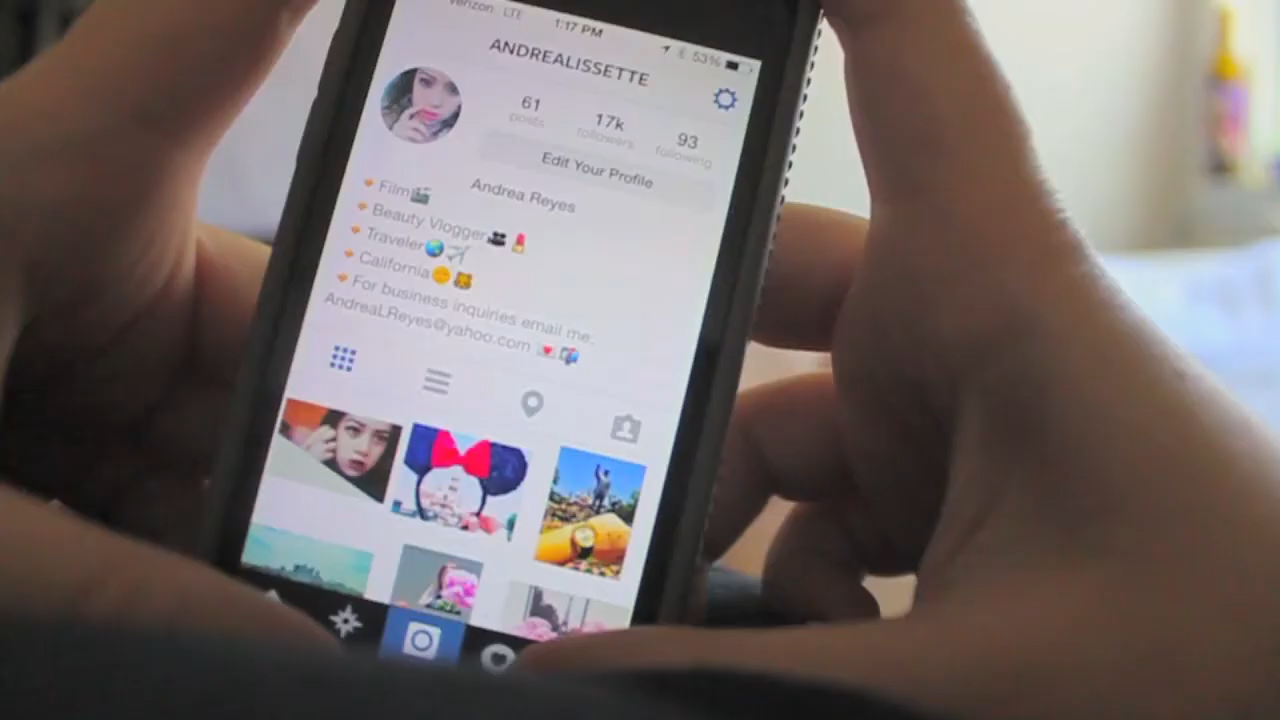 verizon LTE 1:17 PM 53%
ANDREALISSETTE
61 17k 93
posts followers following
Edit Your Profile
Andrea Reyes
Film
Beauty Vlogger
Traveler
California
For business inquiries email me.
AndreaLReyes@yahoo.com